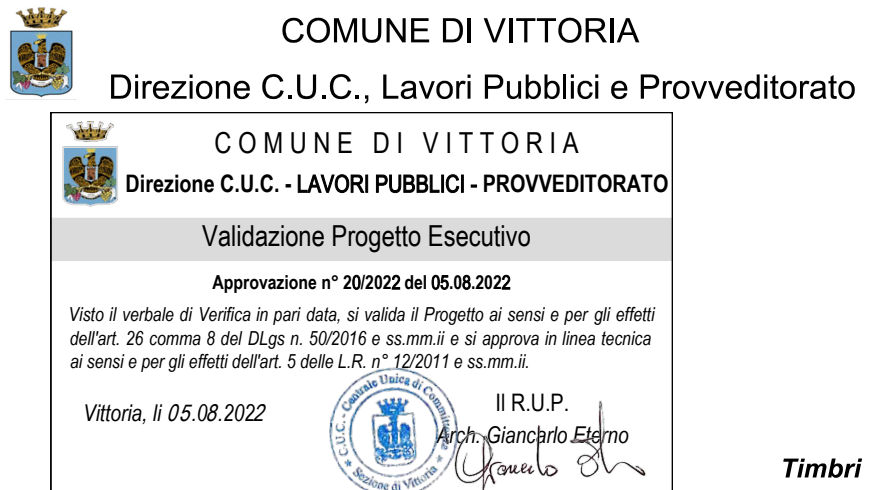 COMUNE DI VITTORIA
Direzione C.U.C., Lavori Pubblici e Provveditorato
COMUNE DI VITTORIA
Direzione C.U.C. - LAVORI PUBBLICI - PROVVEDITORATO
Validazione Progetto Esecutivo
Approvazione n° 20/2022 del 05.08.2022
Visto il verbale di Verifica in pari data, si valida il Progetto ai sensi e per gli effetti
dell'art. 26 comma 8 del DLgs n. 50/2016 e ss.mm.ii e si approva in linea tecnica
ai sensi e per gli effetti dell'art. 5 delle L.R. n° 12/2011 e ss.mm.ii.
Vittoria, li 05.08.2022
C.U.C. - Centrale Unica di Committenza
Sezione di Vittoria
Il R.U.P.
Arch. Giancarlo Eterno
Timbri